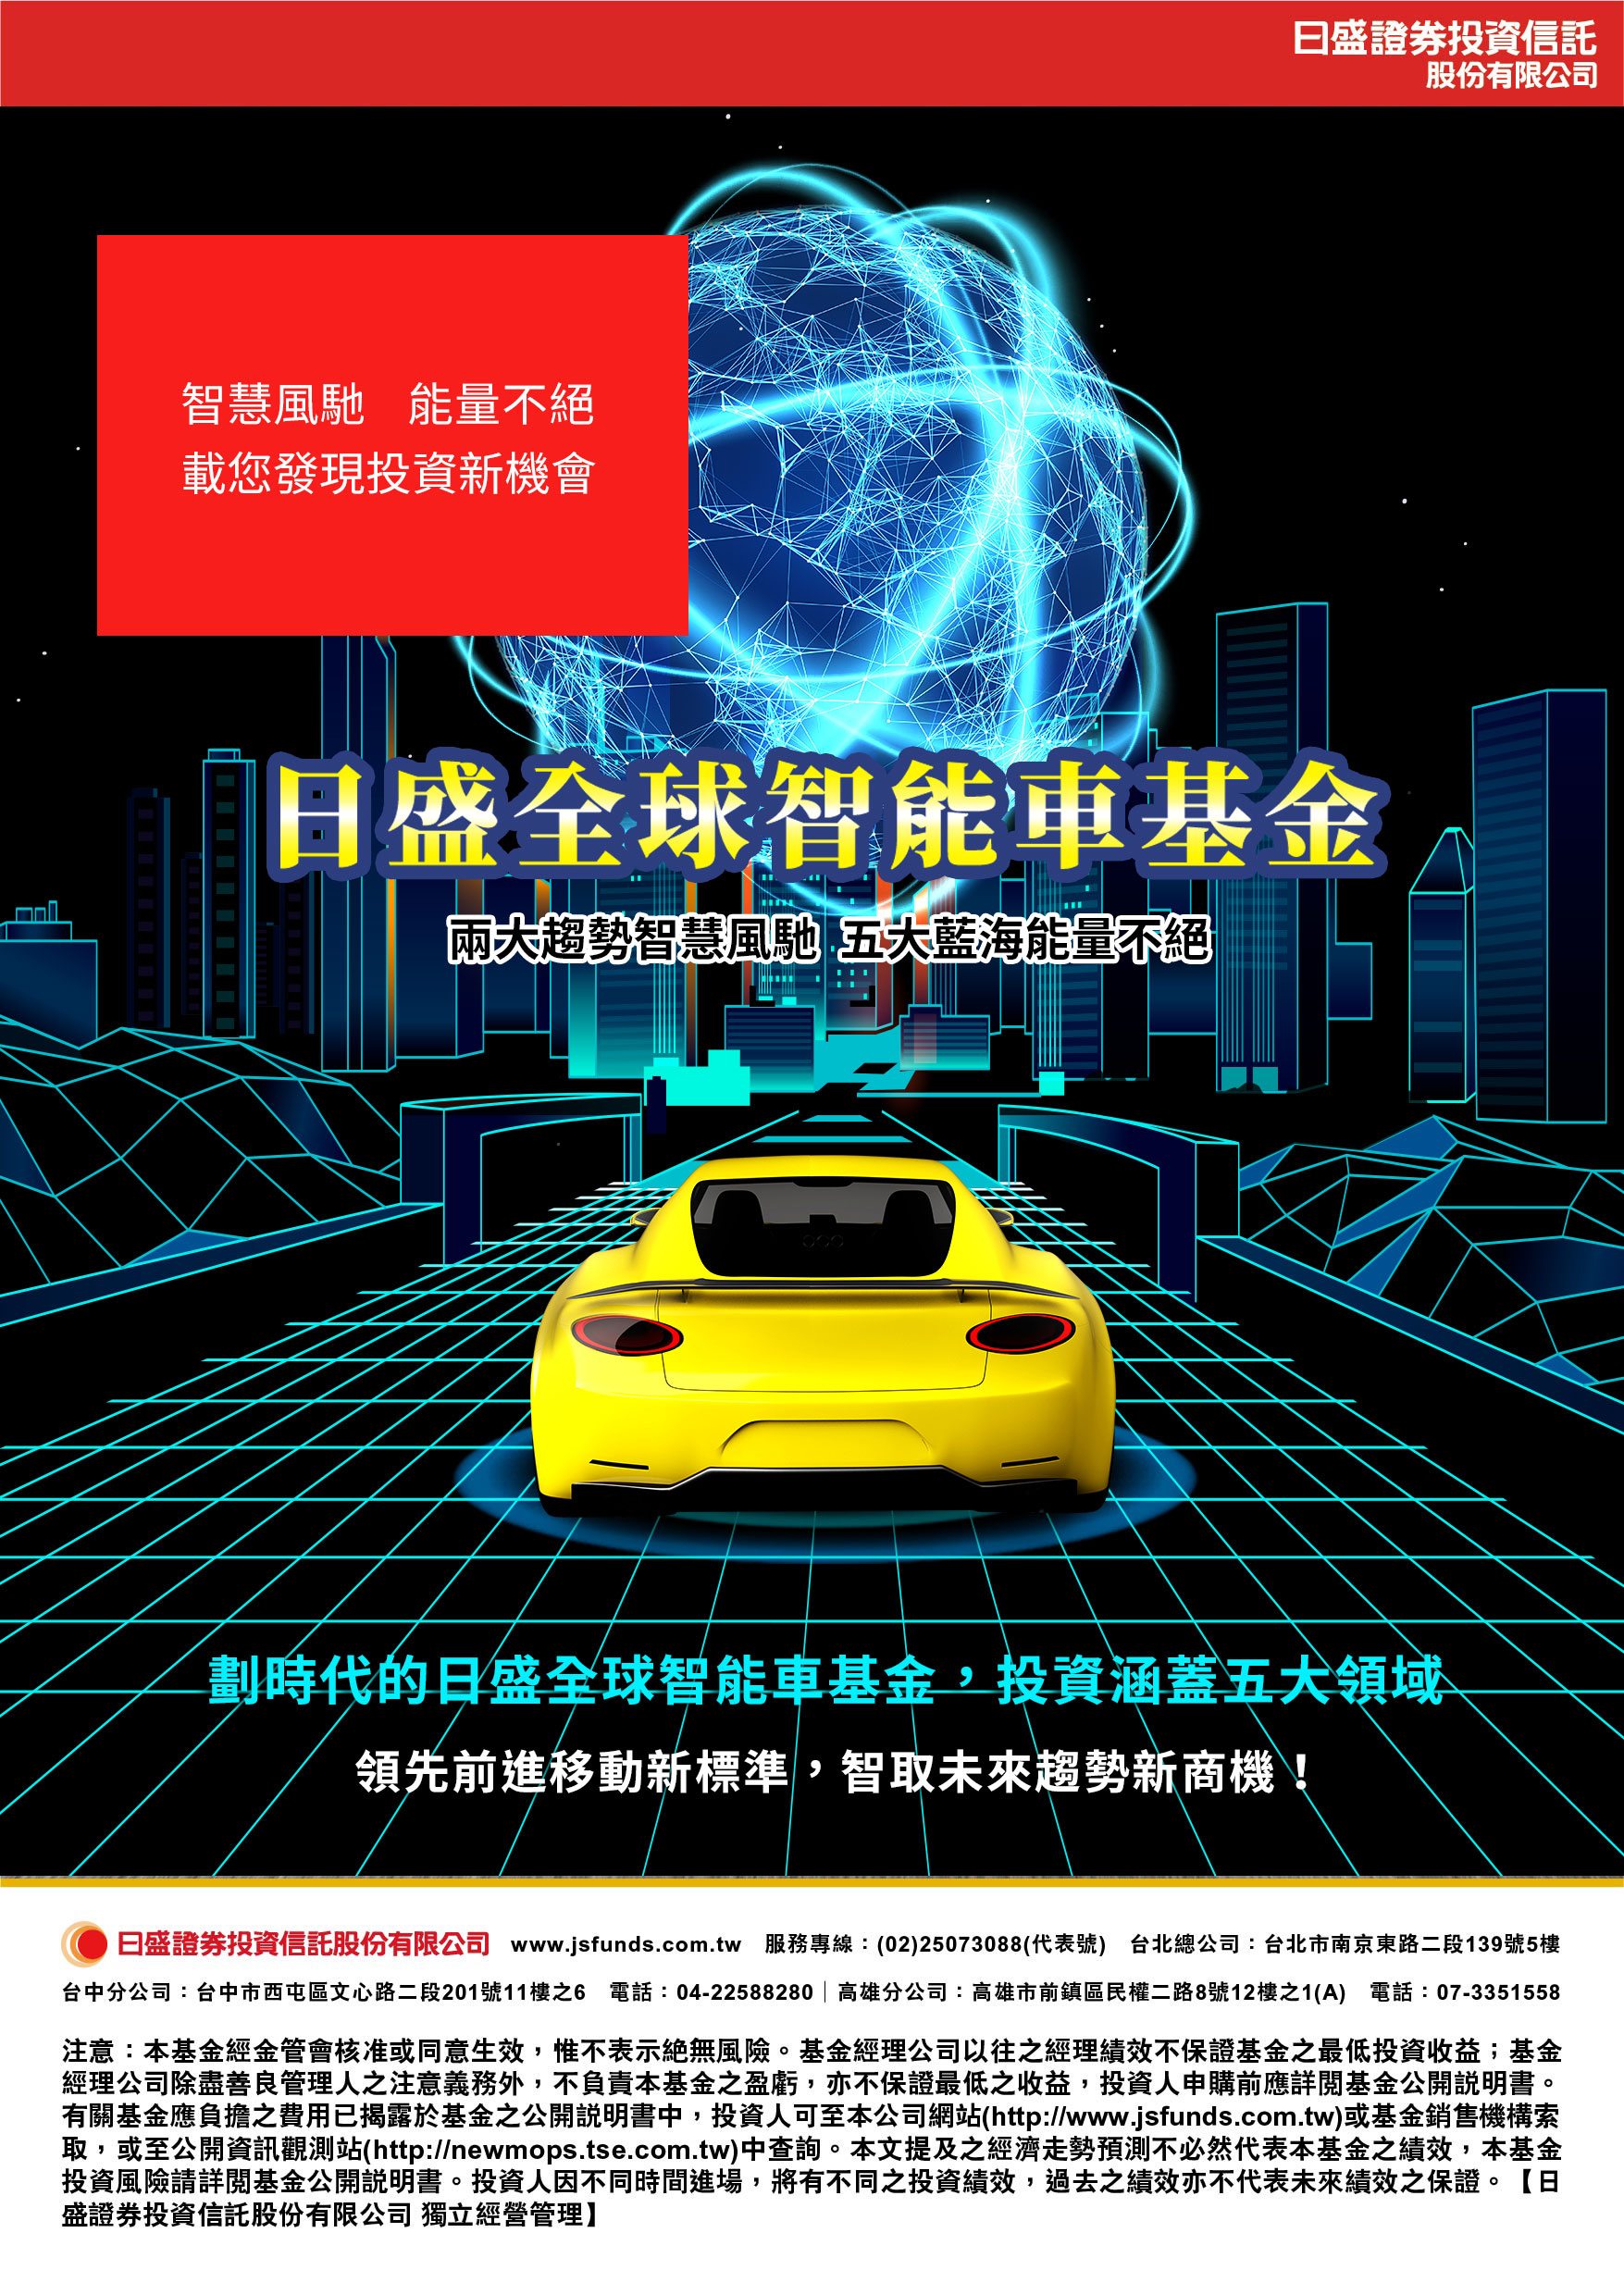 日盛證券投資信託
股份有限公司
智慧風馳　能量不絕
載您發現投資新機會
日盛全球智能車基金
兩大趨勢智慧風馳 五大藍海能量不絕
劃時代的日盛全球智能車基金，投資涵蓋五大領域
領先前進移動新標準，智取未來趨勢新商機！
日盛證券投資信託股份有限公司 www.jsfunds.com.tw 服務專線：(02)25073088(代表號) 台北總公司：台北市南京東路二段139號5樓
台中分公司：台中市西屯區文心路二段201號11樓之6 電話：04-22588280｜高雄分公司：高雄市前鎮區民權二路8號12樓之1(A) 電話：07-3351558
注意：本基金經金管會核准或同意生效，惟不表示絕無風險。基金經理公司以往之經理績效不保證基金之最低投資收益；基金
經理公司除盡善良管理人之注意義務外，不負責本基金之盈虧，亦不保證最低之收益，投資人申購前應詳閱基金公開說明書。
有關基金應負擔之費用已揭露於基金之公開說明書中，投資人可至本公司網站(http://www.jsfunds.com.tw)或基金銷售機構索
取，或至公開資訊觀測站(http://newmops.tse.com.tw)中查詢。本文提及之經濟走勢預測不必然代表本基金之績效，本基金
投資風險請詳閱基金公開說明書。投資人因不同時間進場，將有不同之投資績效，過去之績效亦不代表未來績效之保證。【日
盛證券投資信託股份有限公司 獨立經營管理】